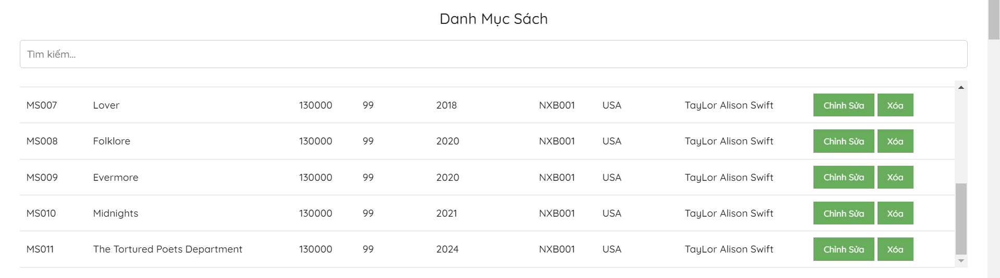 Danh Mục Sách
Tìm kiếm...
MS007 Lover 130000 99 2018 NXB001 USA TayLor Alison Swift Chỉnh Sửa Xóa
MS008 Folklore 130000 99 2020 NXB001 USA TayLor Alison Swift Chỉnh Sửa Xóa
MS009 Evermore 130000 99 2020 NXB001 USA TayLor Alison Swift Chỉnh Sửa Xóa
MS010 Midnights 130000 99 2021 NXB001 USA TayLor Alison Swift Chỉnh Sửa Xóa
MS011 The Tortured Poets Department 130000 99 2024 NXB001 USA TayLor Alison Swift Chỉnh Sửa Xóa